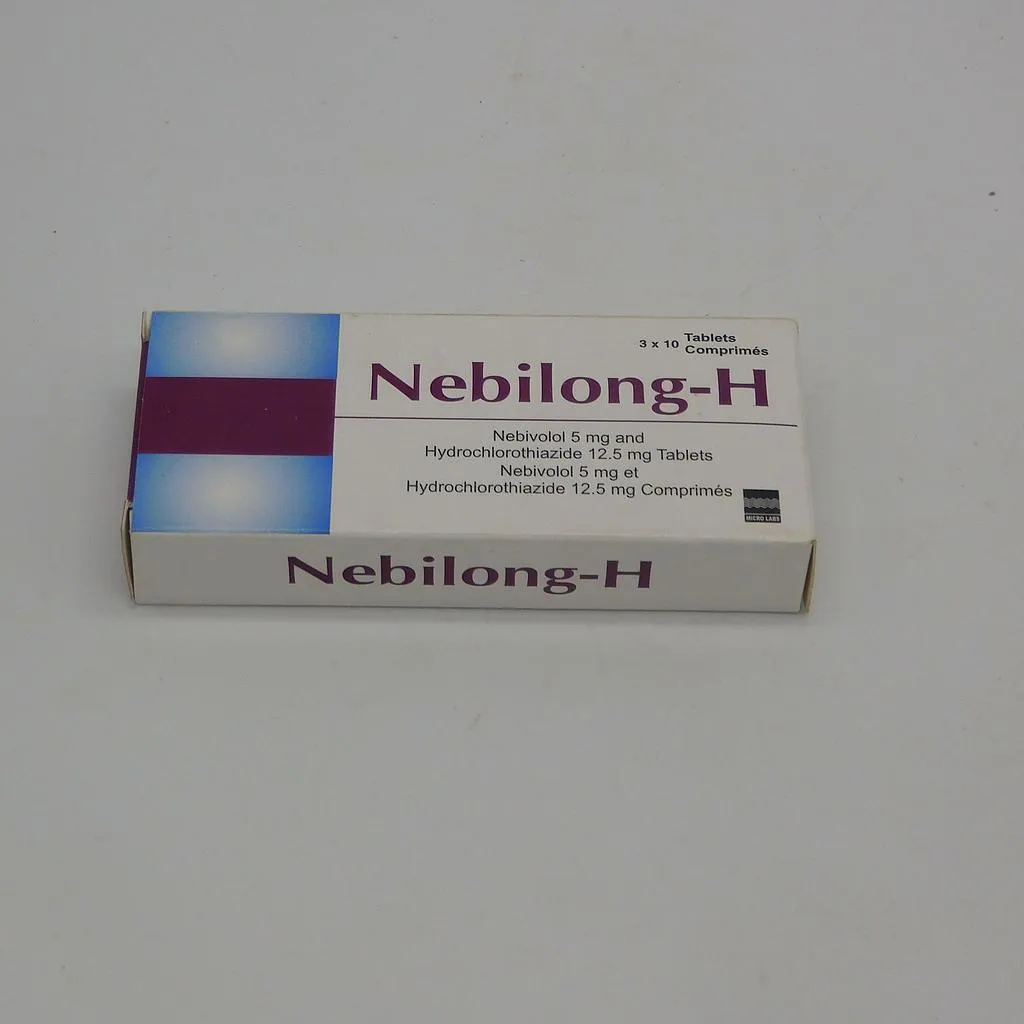 3 x 10 Tablets
Comprimés
Nebilong-H
Nebivolol 5 mg and
Hydrochlorothiazide 12.5 mg Tablets
Nebivolol 5 mg et
Hydrochlorothiazide 12.5 mg Comprimés
MICRO LABS
Nebilong-H